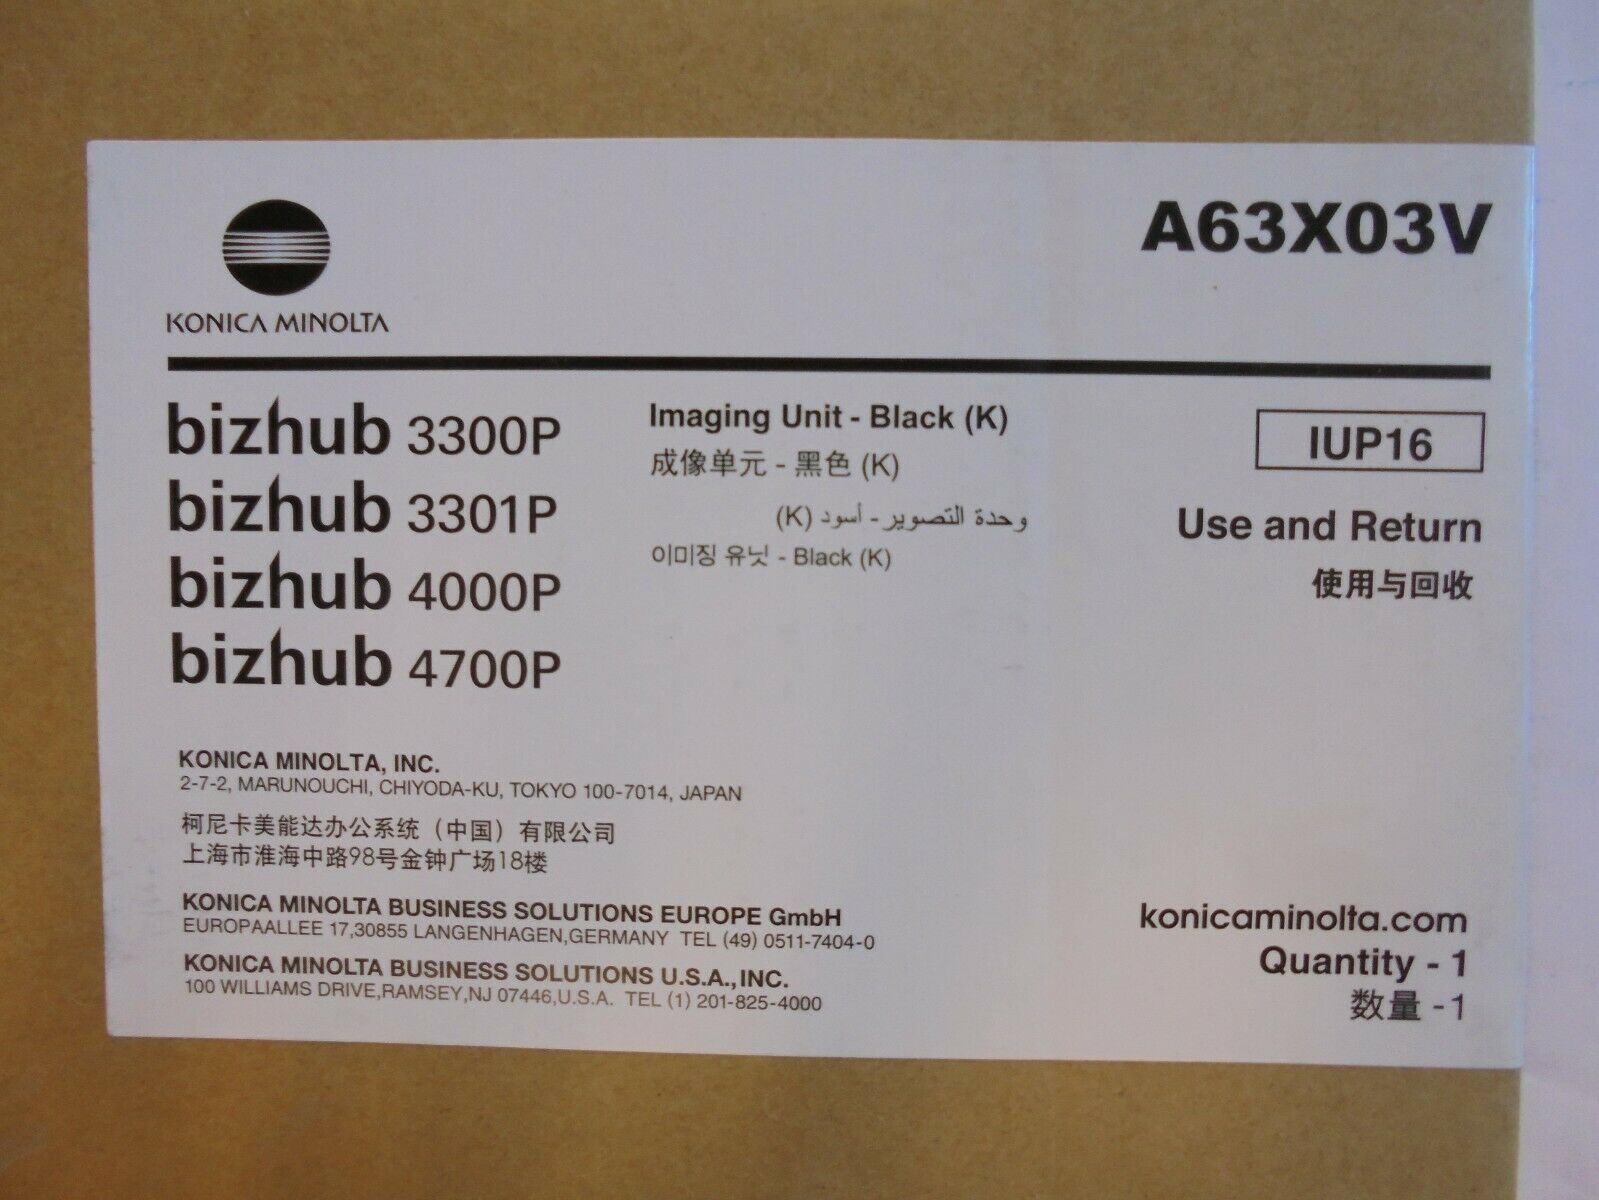 A63X03V
KONICA MINOLTA
bizhub 3300P
bizhub 3301P
bizhub 4000P
bizhub 4700P
Imaging Unit - Black (K)
成像单元 - 黑色 (K)
وحدة التصوير - أسود (K)
이미징 유닛 - Black (K)
IUP16
Use and Return
使用与回收
KONICA MINOLTA, INC.
2-7-2, MARUNOUCHI, CHIYODA-KU, TOKYO 100-7014, JAPAN
柯尼卡美能达办公系统（中国）有限公司
上海市淮海中路98号金钟广场18楼
KONICA MINOLTA BUSINESS SOLUTIONS EUROPE GmbH
EUROPAALLEE 17,30855 LANGENHAGEN,GERMANY TEL (49) 0511-7404-0
KONICA MINOLTA BUSINESS SOLUTIONS U.S.A.,INC.
100 WILLIAMS DRIVE,RAMSEY,NJ 07446,U.S.A. TEL (1) 201-825-4000
konicaminolta.com
Quantity - 1
数量 -1